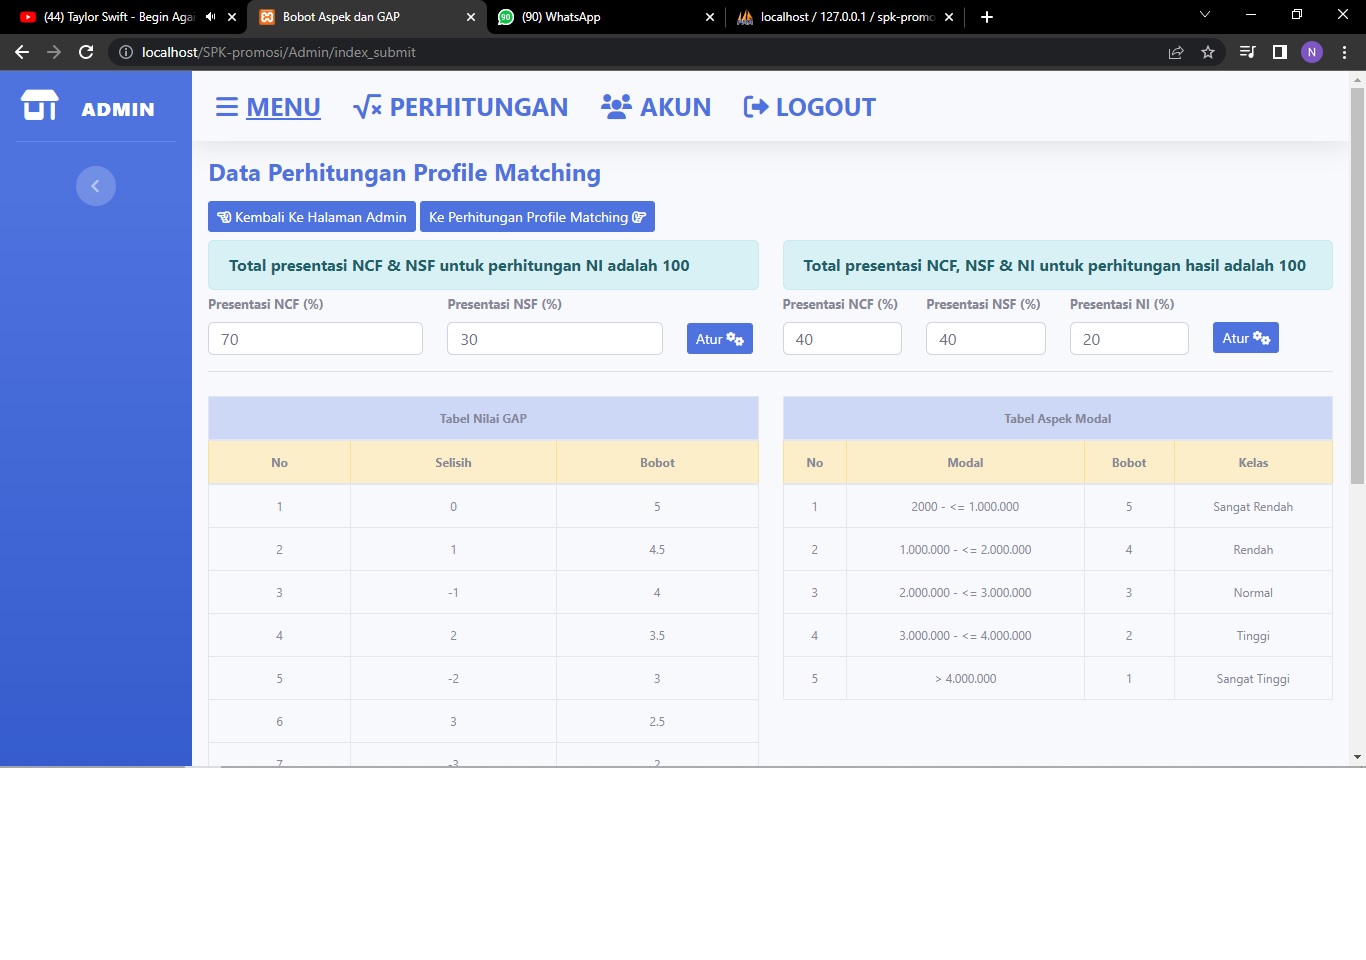 (44) Taylor Swift - Begin Agai
Bobot Aspek dan GAP
(90) WhatsApp
localhost / 127.0.0.1 / spk-promo
localhost/SPK-promosi/Admin/index_submit
N
ADMIN
MENU
PERHITUNGAN
AKUN
LOGOUT
Data Perhitungan Profile Matching
Kembali Ke Halaman Admin
Ke Perhitungan Profile Matching
Total presentasi NCF & NSF untuk perhitungan NI adalah 100
Total presentasi NCF, NSF & NI untuk perhitungan hasil adalah 100
Presentasi NCF (%)
Presentasi NSF (%)
Presentasi NCF (%)
Presentasi NSF (%)
Presentasi NI (%)
70
30
Atur
40
40
20
Atur
Tabel Nilai GAP
No Selisih Bobot
1 0 5
2 1 4.5
3 -1 4
4 2 3.5
5 -2 3
6 3 2.5
7 -3 2
Tabel Aspek Modal
No Modal Bobot Kelas
1 2000 - <= 1.000.000 5 Sangat Rendah
2 1.000.000 - <= 2.000.000 4 Rendah
3 2.000.000 - <= 3.000.000 3 Normal
4 3.000.000 - <= 4.000.000 2 Tinggi
5 > 4.000.000 1 Sangat Tinggi